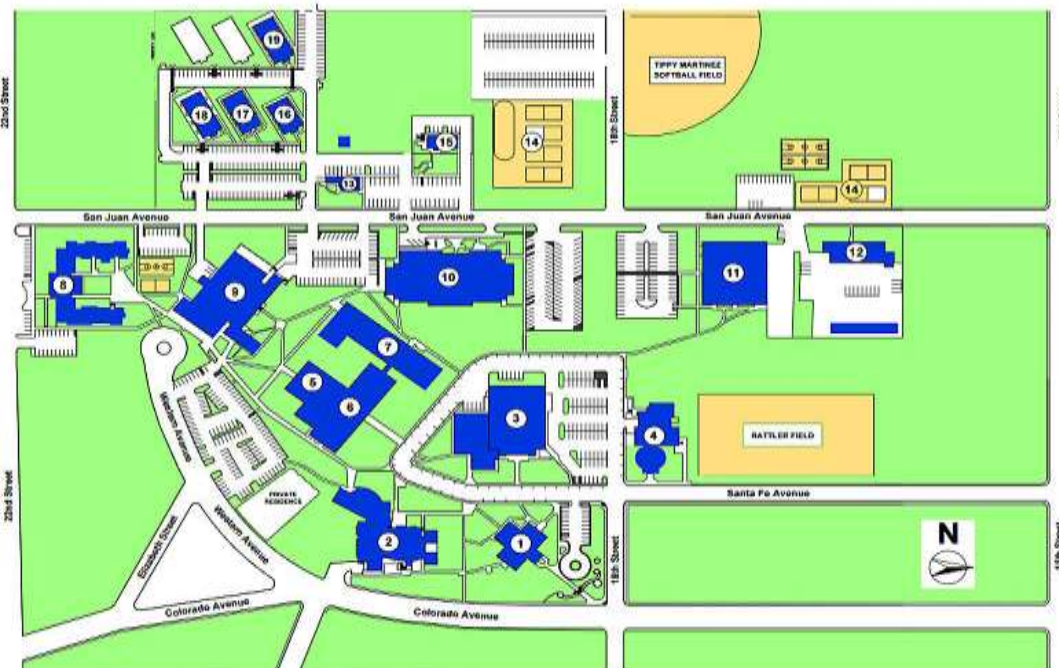 19
TIPPY MARTINEZ
SOFTBALL FIELD
22nd Street
18th Street
18
17
16
15
14
13
14
San Juan Avenue
San Juan Avenue
San Juan Avenue
8
9
10
11
12
7
5
6
3
4
RATTLER FIELD
Western Avenue
22nd Street
PRIVATE
RESIDENCE
Santa Fe Avenue
Elizabeth Street
Western Avenue
2
1
18th Street
N
Colorado Avenue
Colorado Avenue